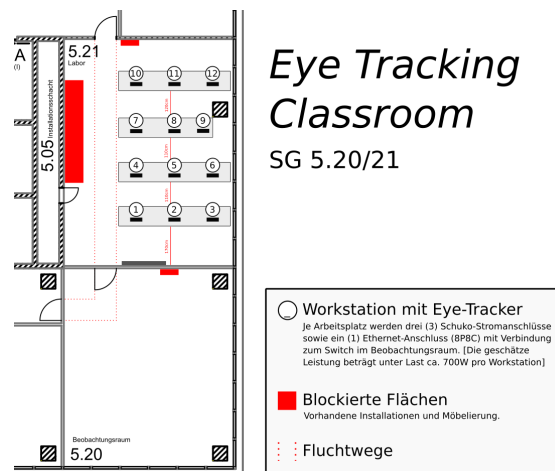 A
(l)
5.21
Labor
5.05 Installationsschacht
10 11 12
7 8 9
4 5 6
1 2 3
Beobachtungsraum
5.20
Eye Tracking
Classroom
SG 5.20/21
Workstation mit Eye-Tracker
Je Arbeitsplatz werden drei (3) Schuko-Stromanschlüsse
sowie ein (1) Ethernet-Anschluss (8P8C) mit Verbindung
zum Switch im Beobachtungsraum. [Die geschätze
Leistung beträgt unter Last ca. 700W pro Workstation]
Blockierte Flächen
Vorhandene Installationen und Möbelierung.
Fluchtwege